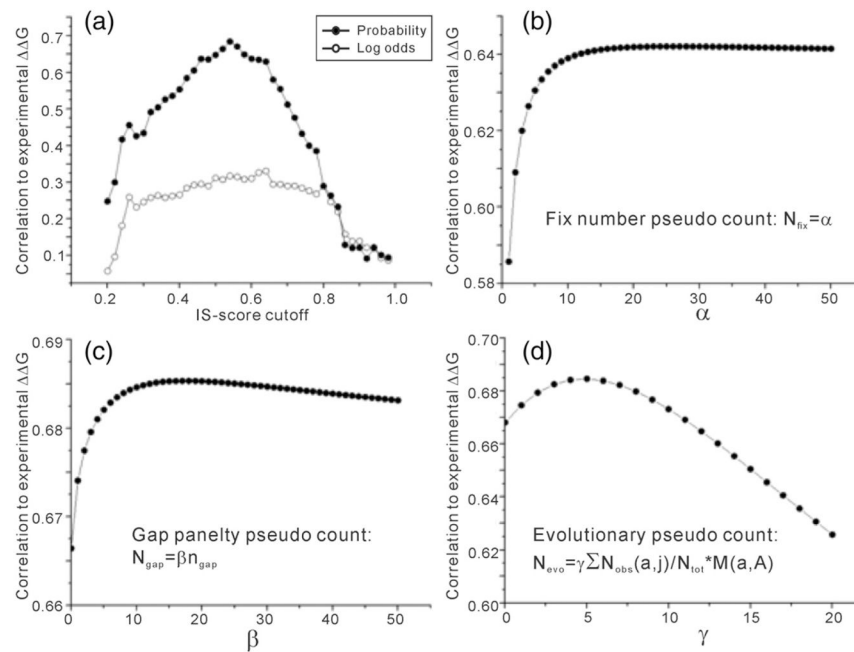 (a)
Probability
Log odds
Correlation to experimental ΔΔG
0.7
0.6
0.5
0.4
0.3
0.2
0.1
0.2 0.4 0.6 0.8 1.0
IS-score cutoff
(b)
Correlation to experimental ΔΔG
0.64
0.62
0.60
0.58
Fix number pseudo count: N_fix=α
0 10 20 30 40 50
α
(c)
Correlation to experimental ΔΔG
0.69
0.68
0.67
0.66
Gap panelty pseudo count:
N_gap=βn_gap
0 10 20 30 40 50
β
(d)
Correlation to experimental ΔΔG
0.70
0.68
0.66
0.64
0.62
0.60
Evolutionary pseudo count:
N_evo=γΣN_obs(a,j)/N_tot*M(a,A)
0 5 10 15 20
γ